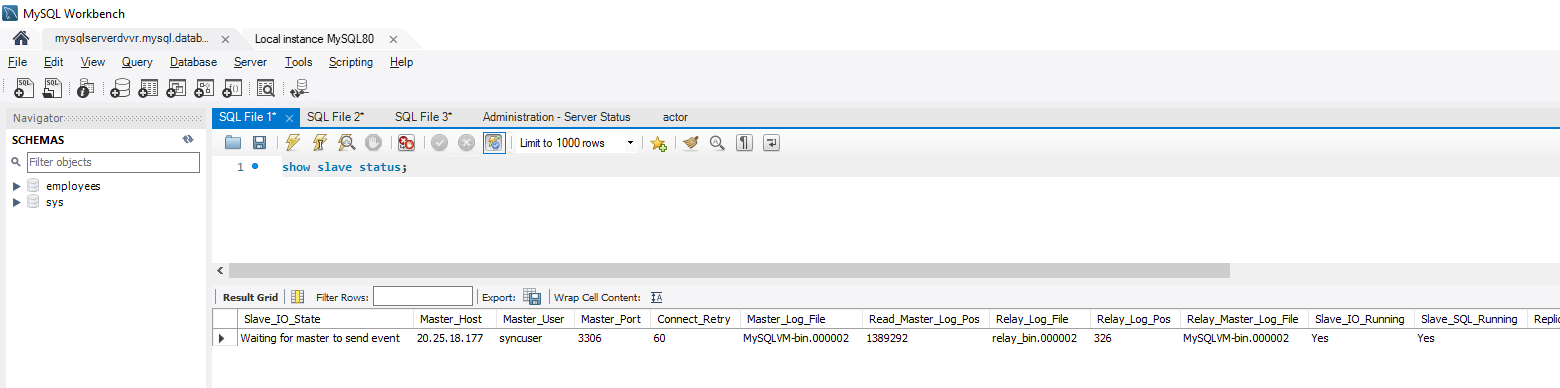 MySQL Workbench
mysqlserverdvvr.mysql.datab... × Local instance MySQL80 ×
File Edit View Query Database Server Tools Scripting Help
Navigator
SQL File 1* × SQL File 2* SQL File 3* Administration - Server Status actor
SCHEMAS
Limit to 1000 rows
Filter objects
1 show slave status;
employees
sys
Result Grid Filter Rows: Export: Wrap Cell Content: IA
Slave_IO_State Master_Host Master_User Master_Port Connect_Retry Master_Log_File Read_Master_Log_Pos Relay_Log_File Relay_Log_Pos Relay_Master_Log_File Slave_IO_Running Slave_SQL_Running Replic
Waiting for master to send event 20.25.18.177 syncuser 3306 60 MySQLVM-bin.000002 1389292 relay_bin.000002 326 MySQLVM-bin.000002 Yes Yes